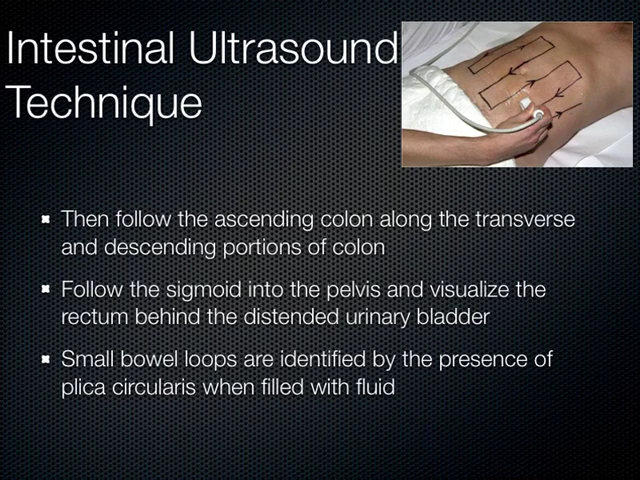 Intestinal Ultrasound
Technique
Then follow the ascending colon along the transverse
and descending portions of colon
Follow the sigmoid into the pelvis and visualize the
rectum behind the distended urinary bladder
Small bowel loops are identified by the presence of
plica circularis when filled with fluid